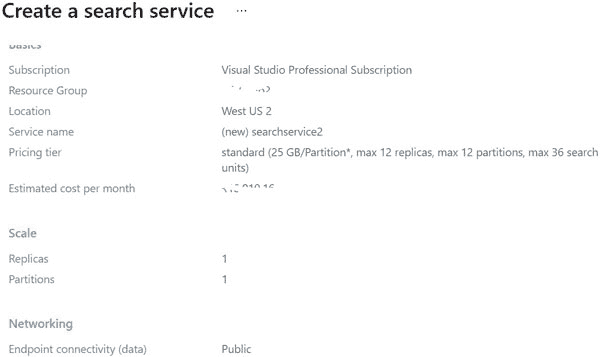 Create a search service ...
Basics
Subscription Visual Studio Professional Subscription
Resource Group
Location West US 2
Service name (new) searchservice2
Pricing tier standard (25 GB/Partition*, max 12 replicas, max 12 partitions, max 36 search
units)
Estimated cost per month
Scale
Replicas 1
Partitions 1
Networking
Endpoint connectivity (data) Public